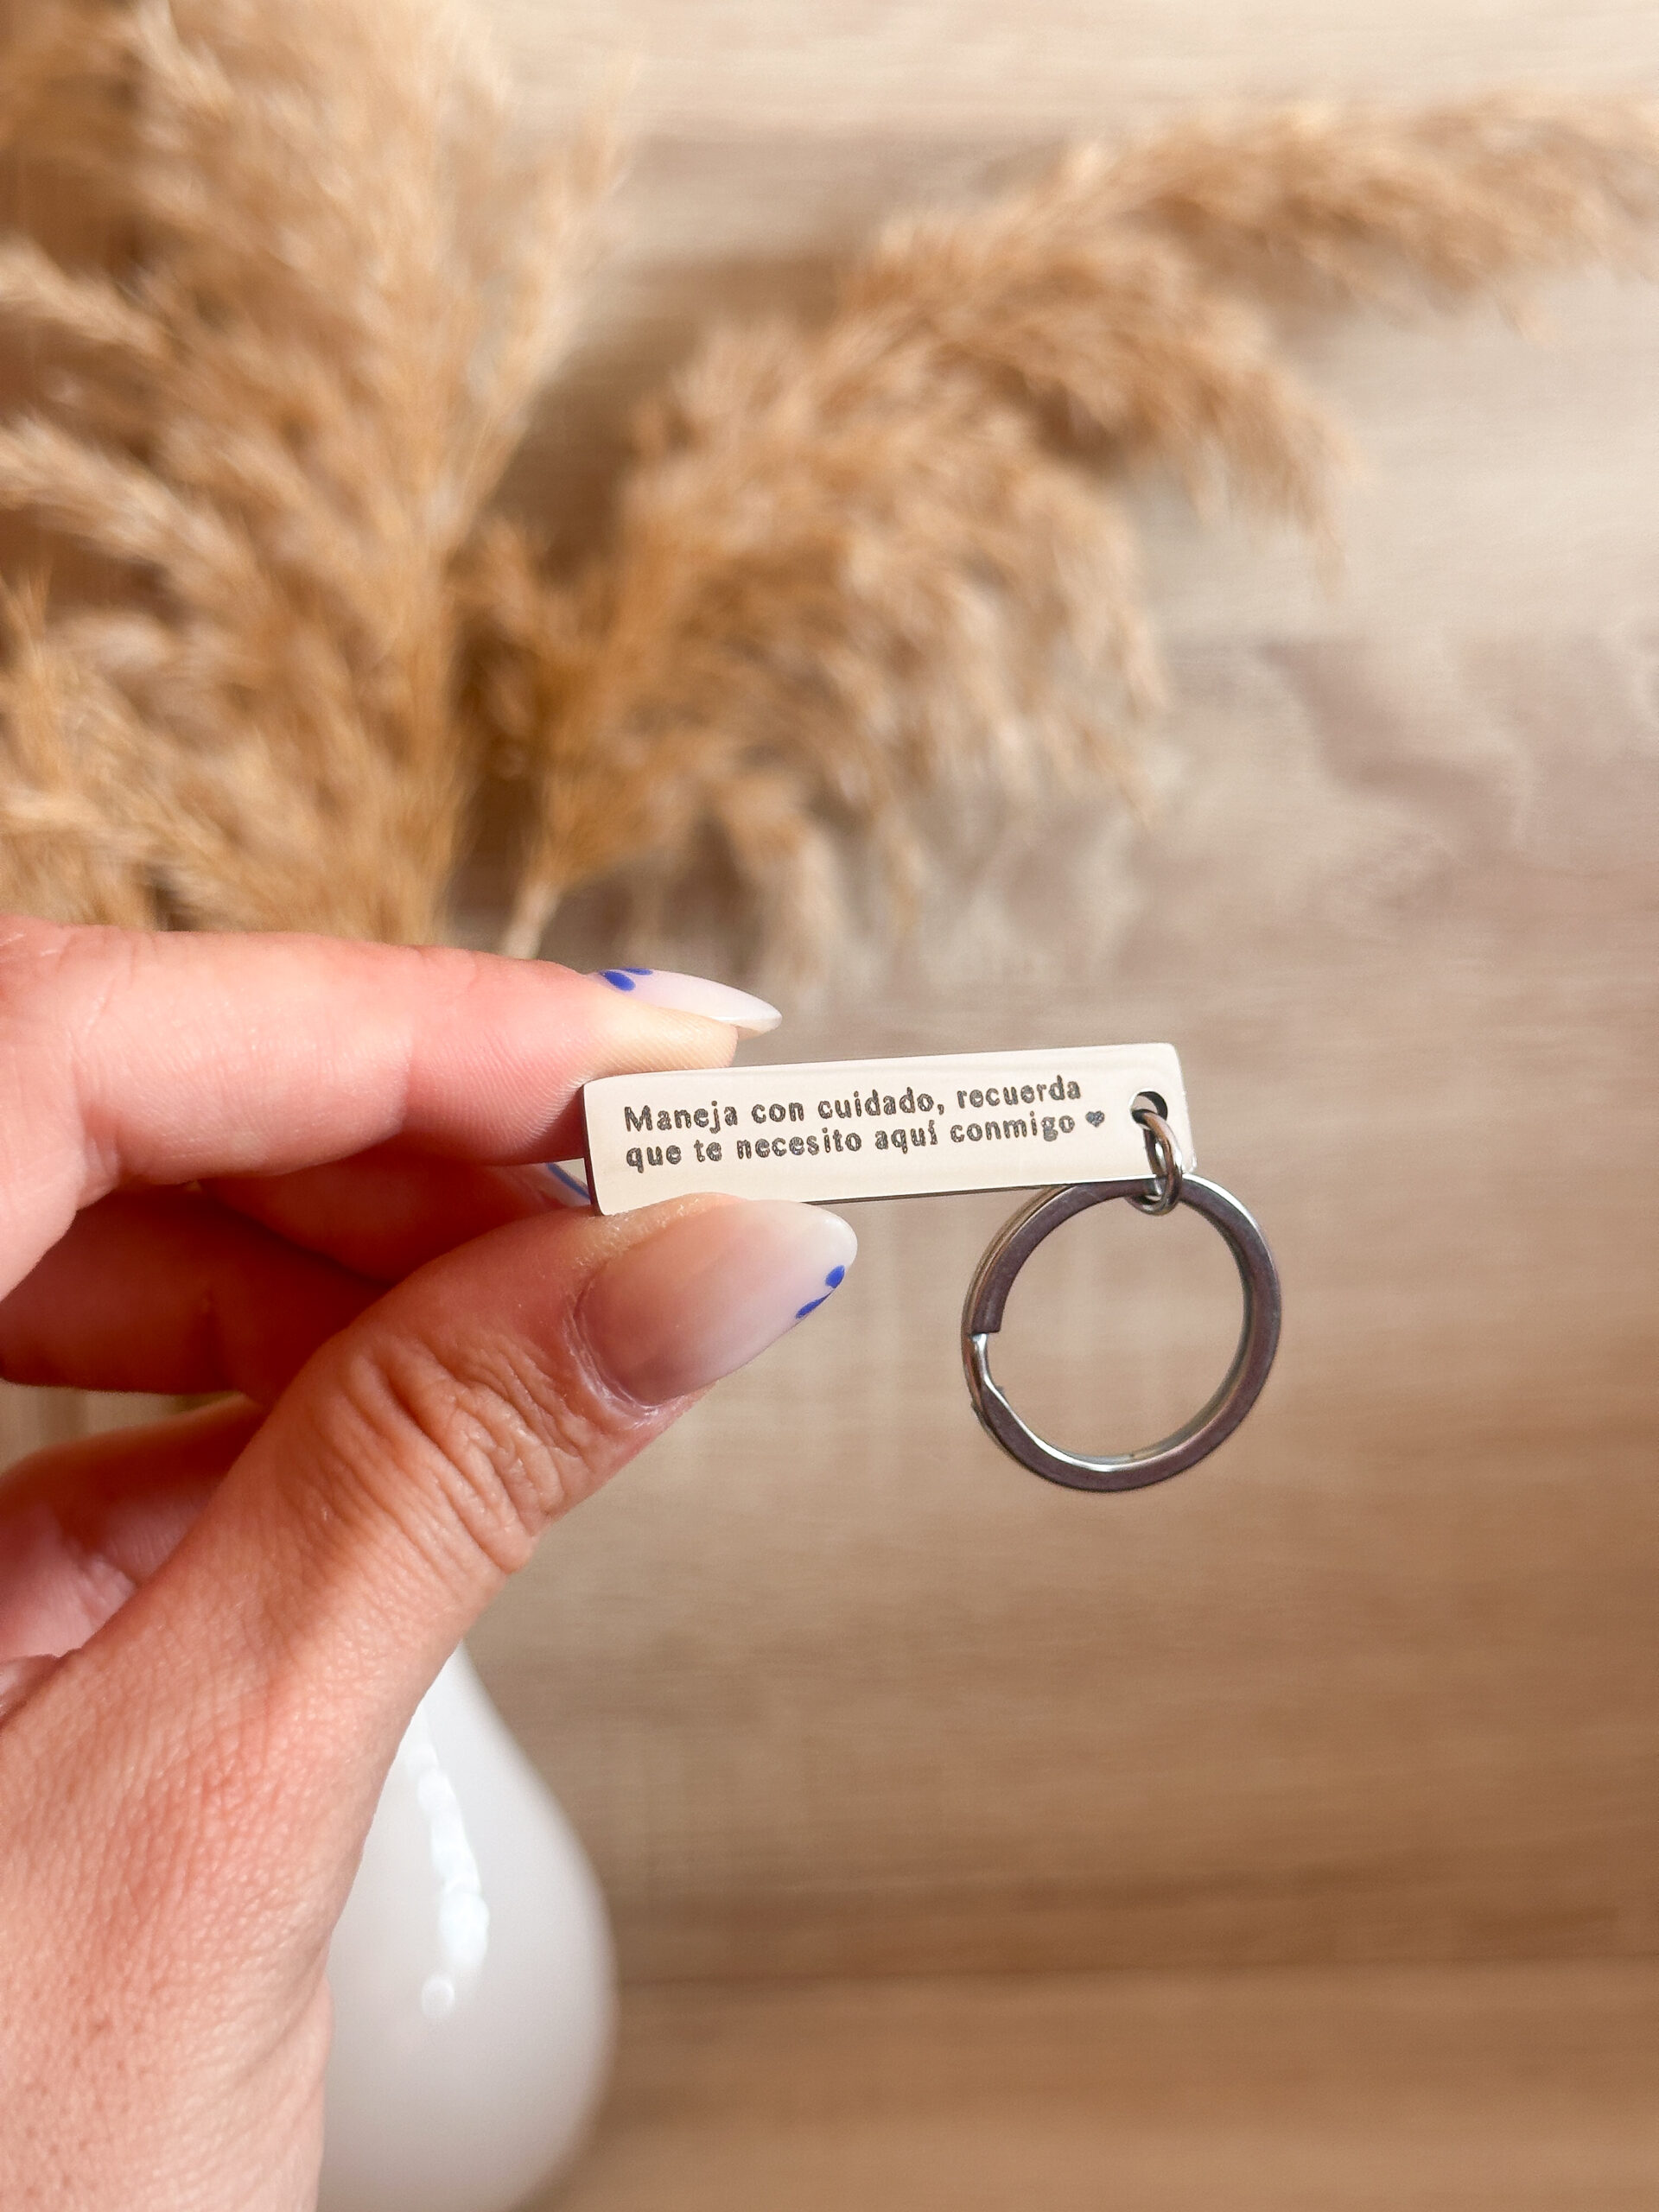 Maneja con cuidado, recuerda
que te necesito aquí conmigo ♥